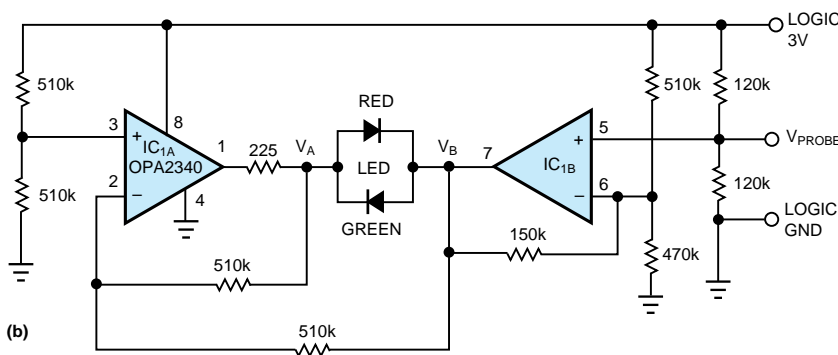 LOGIC
3V
510k
510k
120k
RED
3
+
8
IC1A
OPA2340
1
225
VA
VB
7
+
5
VPROBE
LED
IC1B
2
−
4
6
−
510k
GREEN
120k
LOGIC
GND
150k
470k
510k
510k
(b)